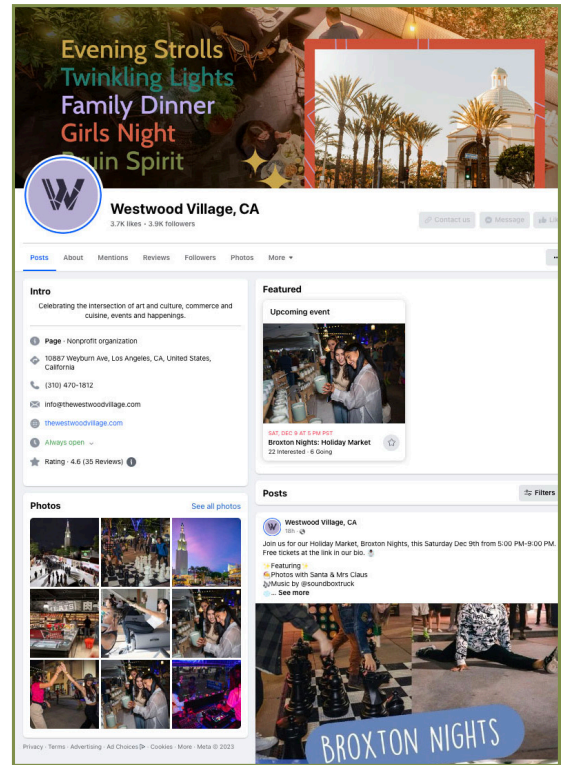 Evening Strolls
Twinkling Lights
Family Dinner
Girls Night
Bruin Spirit
W
Westwood Village, CA
3.7K likes • 3.9K followers
Contact us
Message
Posts
About
Mentions
Reviews
Followers
Photos
More
Intro
Celebrating the intersection of art and culture, commerce and
cuisine, events and happenings.
Page · Nonprofit organization
10887 Weyburn Ave, Los Angeles, CA, United States,
California
(310) 470-1812
info@thewestwoodvillage.com
thewestwoodvillage.com
Always open
Rating · 4.6 (35 Reviews)
Photos
See all photos
EATS!
Privacy · Terms · Advertising · Ad Choices · Cookies · More · Meta © 2023
Featured
Upcoming event
SAT, DEC 9 AT 5 PM PST
Broxton Nights: Holiday Market
22 Interested · 6 Going
Posts
Filters
W
Westwood Village, CA
18h ·
Join us for our Holiday Market, Broxton Nights, this Saturday Dec 9th from 5:00 PM-9:00 PM.
Free tickets at the link in our bio. ⛄
✨Featuring✨
🎅Photos with Santa & Mrs Claus
🎶Music by @soundboxtruck
... See more
BROXTON NIGHTS